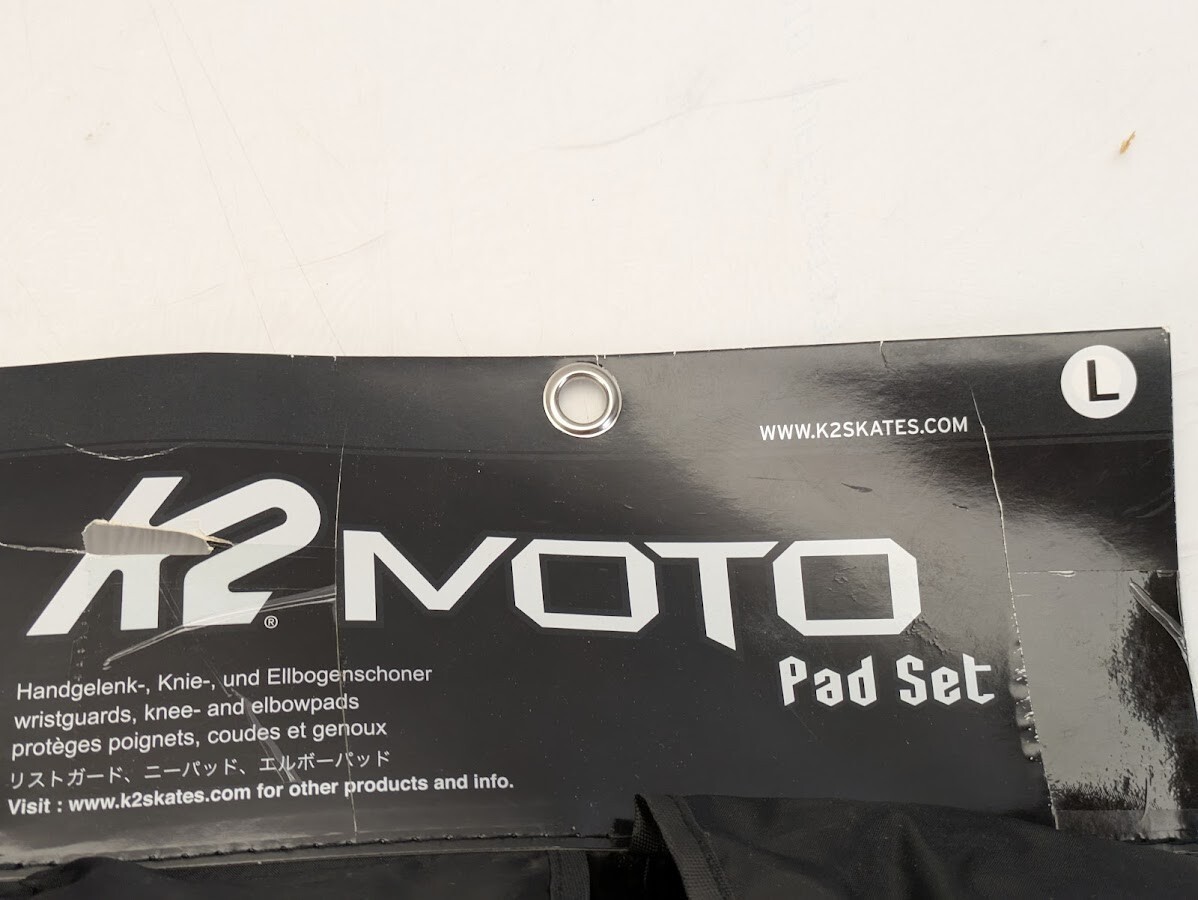 L
WWW.K2SKATES.COM
K2® MOTO
Pad Set
Handgelenk-, Knie-, und Ellbogenschoner
wristguards, knee- and elbowpads
protèges poignets, coudes et genoux
リストガード、ニーパッド、エルボーパッド
Visit : www.k2skates.com for other products and info.